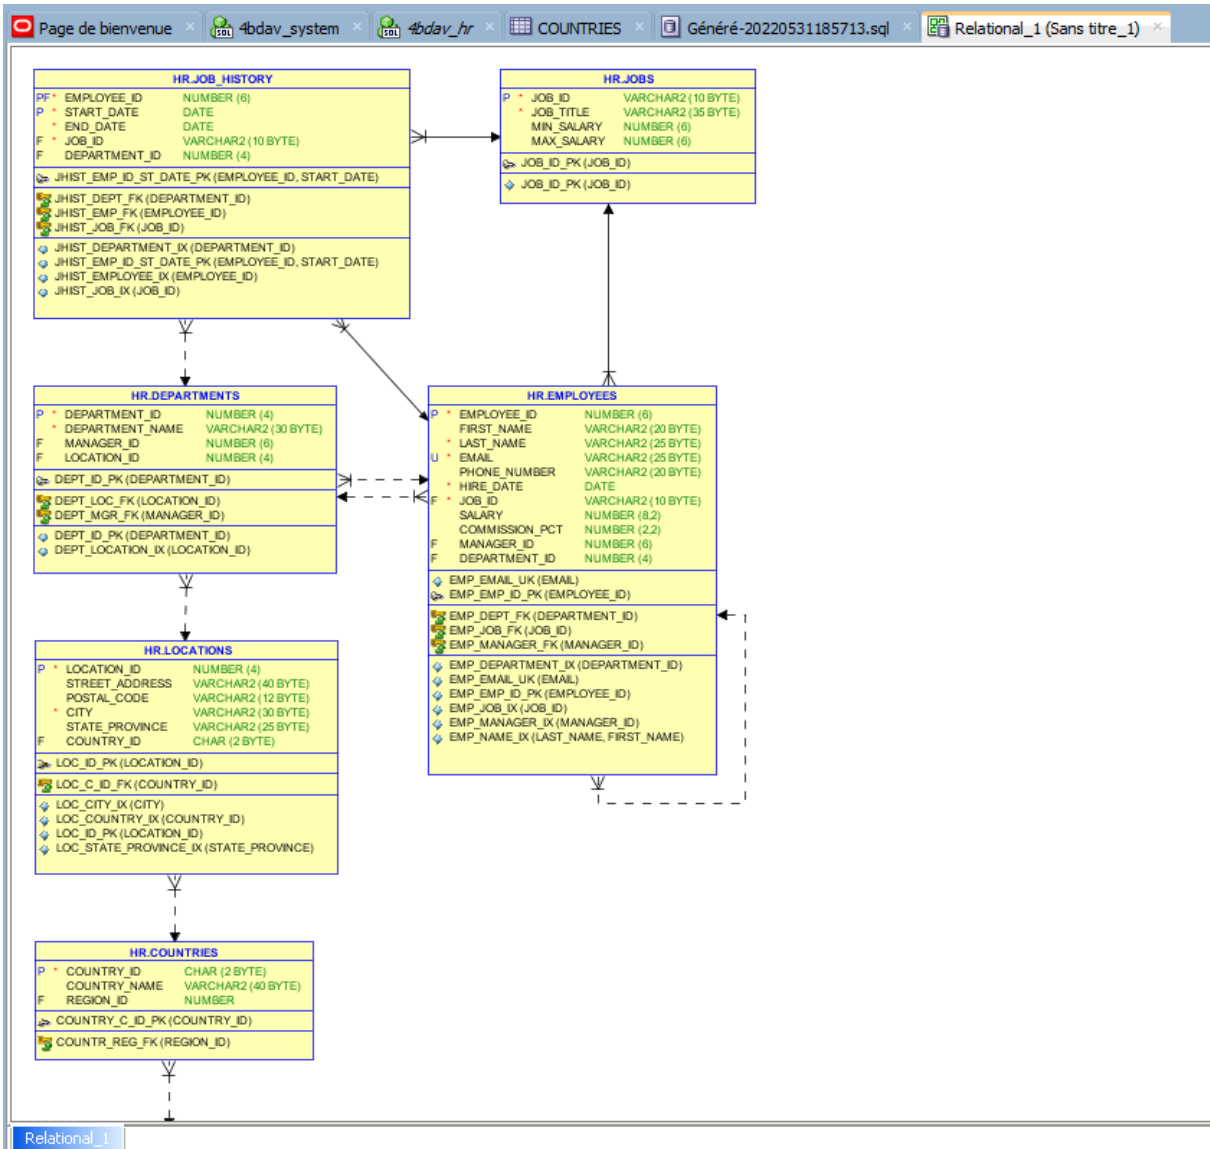 Page de bienvenue × 4bdav_system × 4bdav_hr × COUNTRIES × Généré-20220531185713.sql × Relational_1 (Sans titre_1) ×
HR.JOB_HISTORY
PF* EMPLOYEE_ID NUMBER (6)
P * START_DATE DATE
* END_DATE DATE
F * JOB_ID VARCHAR2 (10 BYTE)
F DEPARTMENT_ID NUMBER (4)
JHIST_EMP_ID_ST_DATE_PK (EMPLOYEE_ID, START_DATE)
JHIST_DEPT_FK (DEPARTMENT_ID)
JHIST_EMP_FK (EMPLOYEE_ID)
JHIST_JOB_FK (JOB_ID)
JHIST_DEPARTMENT_IX (DEPARTMENT_ID)
JHIST_EMP_ID_ST_DATE_PK (EMPLOYEE_ID, START_DATE)
JHIST_EMPLOYEE_IX (EMPLOYEE_ID)
JHIST_JOB_IX (JOB_ID)
HR.JOBS
P * JOB_ID VARCHAR2 (10 BYTE)
* JOB_TITLE VARCHAR2 (35 BYTE)
MIN_SALARY NUMBER (6)
MAX_SALARY NUMBER (6)
JOB_ID_PK (JOB_ID)
JOB_ID_PK (JOB_ID)
HR.DEPARTMENTS
P * DEPARTMENT_ID NUMBER (4)
* DEPARTMENT_NAME VARCHAR2 (30 BYTE)
F MANAGER_ID NUMBER (6)
F LOCATION_ID NUMBER (4)
DEPT_ID_PK (DEPARTMENT_ID)
DEPT_LOC_FK (LOCATION_ID)
DEPT_MGR_FK (MANAGER_ID)
DEPT_ID_PK (DEPARTMENT_ID)
DEPT_LOCATION_IX (LOCATION_ID)
HR.EMPLOYEES
P * EMPLOYEE_ID NUMBER (6)
FIRST_NAME VARCHAR2 (20 BYTE)
* LAST_NAME VARCHAR2 (25 BYTE)
U * EMAIL VARCHAR2 (25 BYTE)
PHONE_NUMBER VARCHAR2 (20 BYTE)
* HIRE_DATE DATE
F * JOB_ID VARCHAR2 (10 BYTE)
SALARY NUMBER (8,2)
COMMISSION_PCT NUMBER (2,2)
F MANAGER_ID NUMBER (6)
F DEPARTMENT_ID NUMBER (4)
EMP_EMAIL_UK (EMAIL)
EMP_EMP_ID_PK (EMPLOYEE_ID)
EMP_DEPT_FK (DEPARTMENT_ID)
EMP_JOB_FK (JOB_ID)
EMP_MANAGER_FK (MANAGER_ID)
EMP_DEPARTMENT_IX (DEPARTMENT_ID)
EMP_EMAIL_UK (EMAIL)
EMP_EMP_ID_PK (EMPLOYEE_ID)
EMP_JOB_IX (JOB_ID)
EMP_MANAGER_IX (MANAGER_ID)
EMP_NAME_IX (LAST_NAME, FIRST_NAME)
HR.LOCATIONS
P * LOCATION_ID NUMBER (4)
STREET_ADDRESS VARCHAR2 (40 BYTE)
POSTAL_CODE VARCHAR2 (12 BYTE)
* CITY VARCHAR2 (30 BYTE)
STATE_PROVINCE VARCHAR2 (25 BYTE)
F COUNTRY_ID CHAR (2 BYTE)
LOC_ID_PK (LOCATION_ID)
LOC_C_ID_FK (COUNTRY_ID)
LOC_CITY_IX (CITY)
LOC_COUNTRY_IX (COUNTRY_ID)
LOC_ID_PK (LOCATION_ID)
LOC_STATE_PROVINCE_IX (STATE_PROVINCE)
HR.COUNTRIES
P * COUNTRY_ID CHAR (2 BYTE)
COUNTRY_NAME VARCHAR2 (40 BYTE)
F REGION_ID NUMBER
COUNTRY_C_ID_PK (COUNTRY_ID)
COUNTR_REG_FK (REGION_ID)
Relational_1